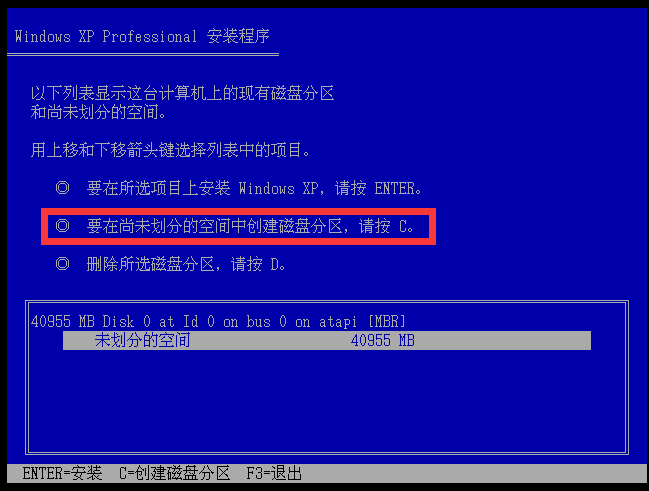 Windows XP Professional 安装程序
以下列表显示这台计算机上的现有磁盘分区
和尚未划分的空间。
用上移和下移箭头键选择列表中的项目。
◎ 要在所选项目上安装 Windows XP，请按 ENTER。
◎ 要在尚未划分的空间中创建磁盘分区，请按 C。
◎ 删除所选磁盘分区，请按 D。
40955 MB Disk 0 at Id 0 on bus 0 on atapi [MBR]
未划分的空间 40955 MB
ENTER=安装 C=创建磁盘分区 F3=退出